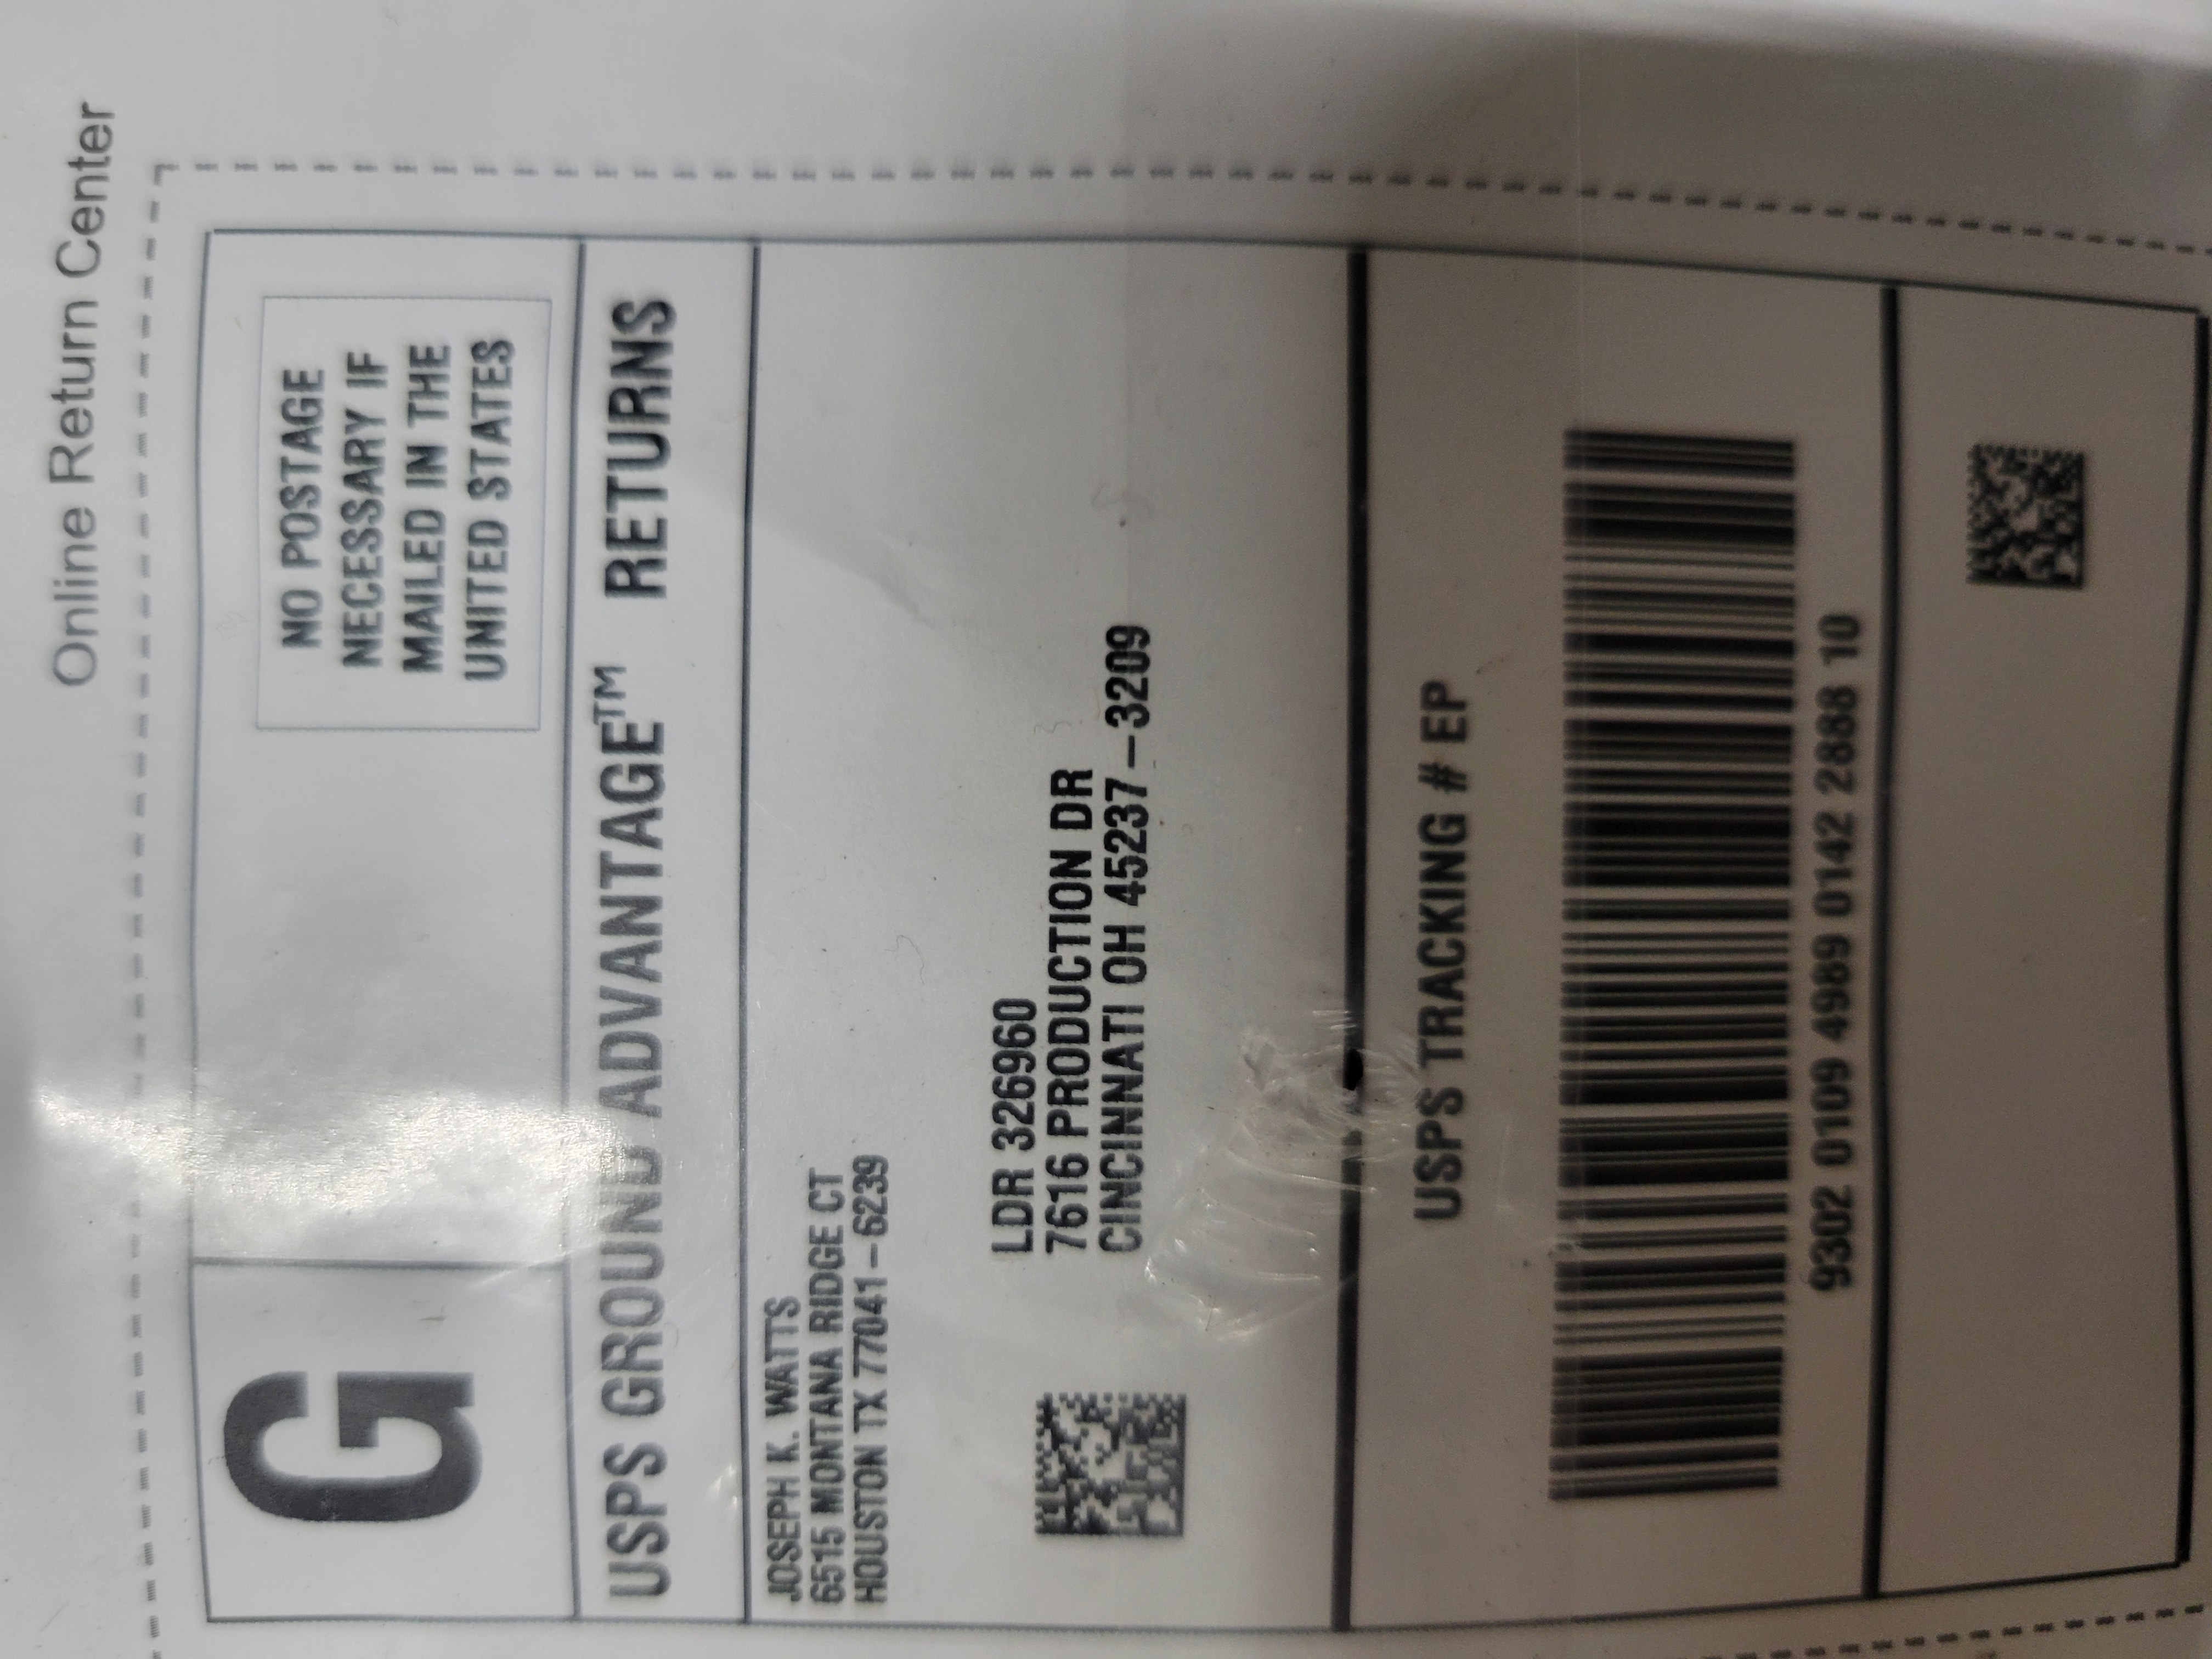 Online Return Center
G
NO POSTAGE
NECESSARY IF
MAILED IN THE
UNITED STATES
USPS GROUND ADVANTAGE™ RETURNS
JOSEPH K. WATTS
6515 MONTANA RIDGE CT
HOUSTON TX 77041-6239
LDR 326960
7616 PRODUCTION DR
CINCINNATI OH 45237-3209
USPS TRACKING # EP
9302 0109 4989 0142 2888 10